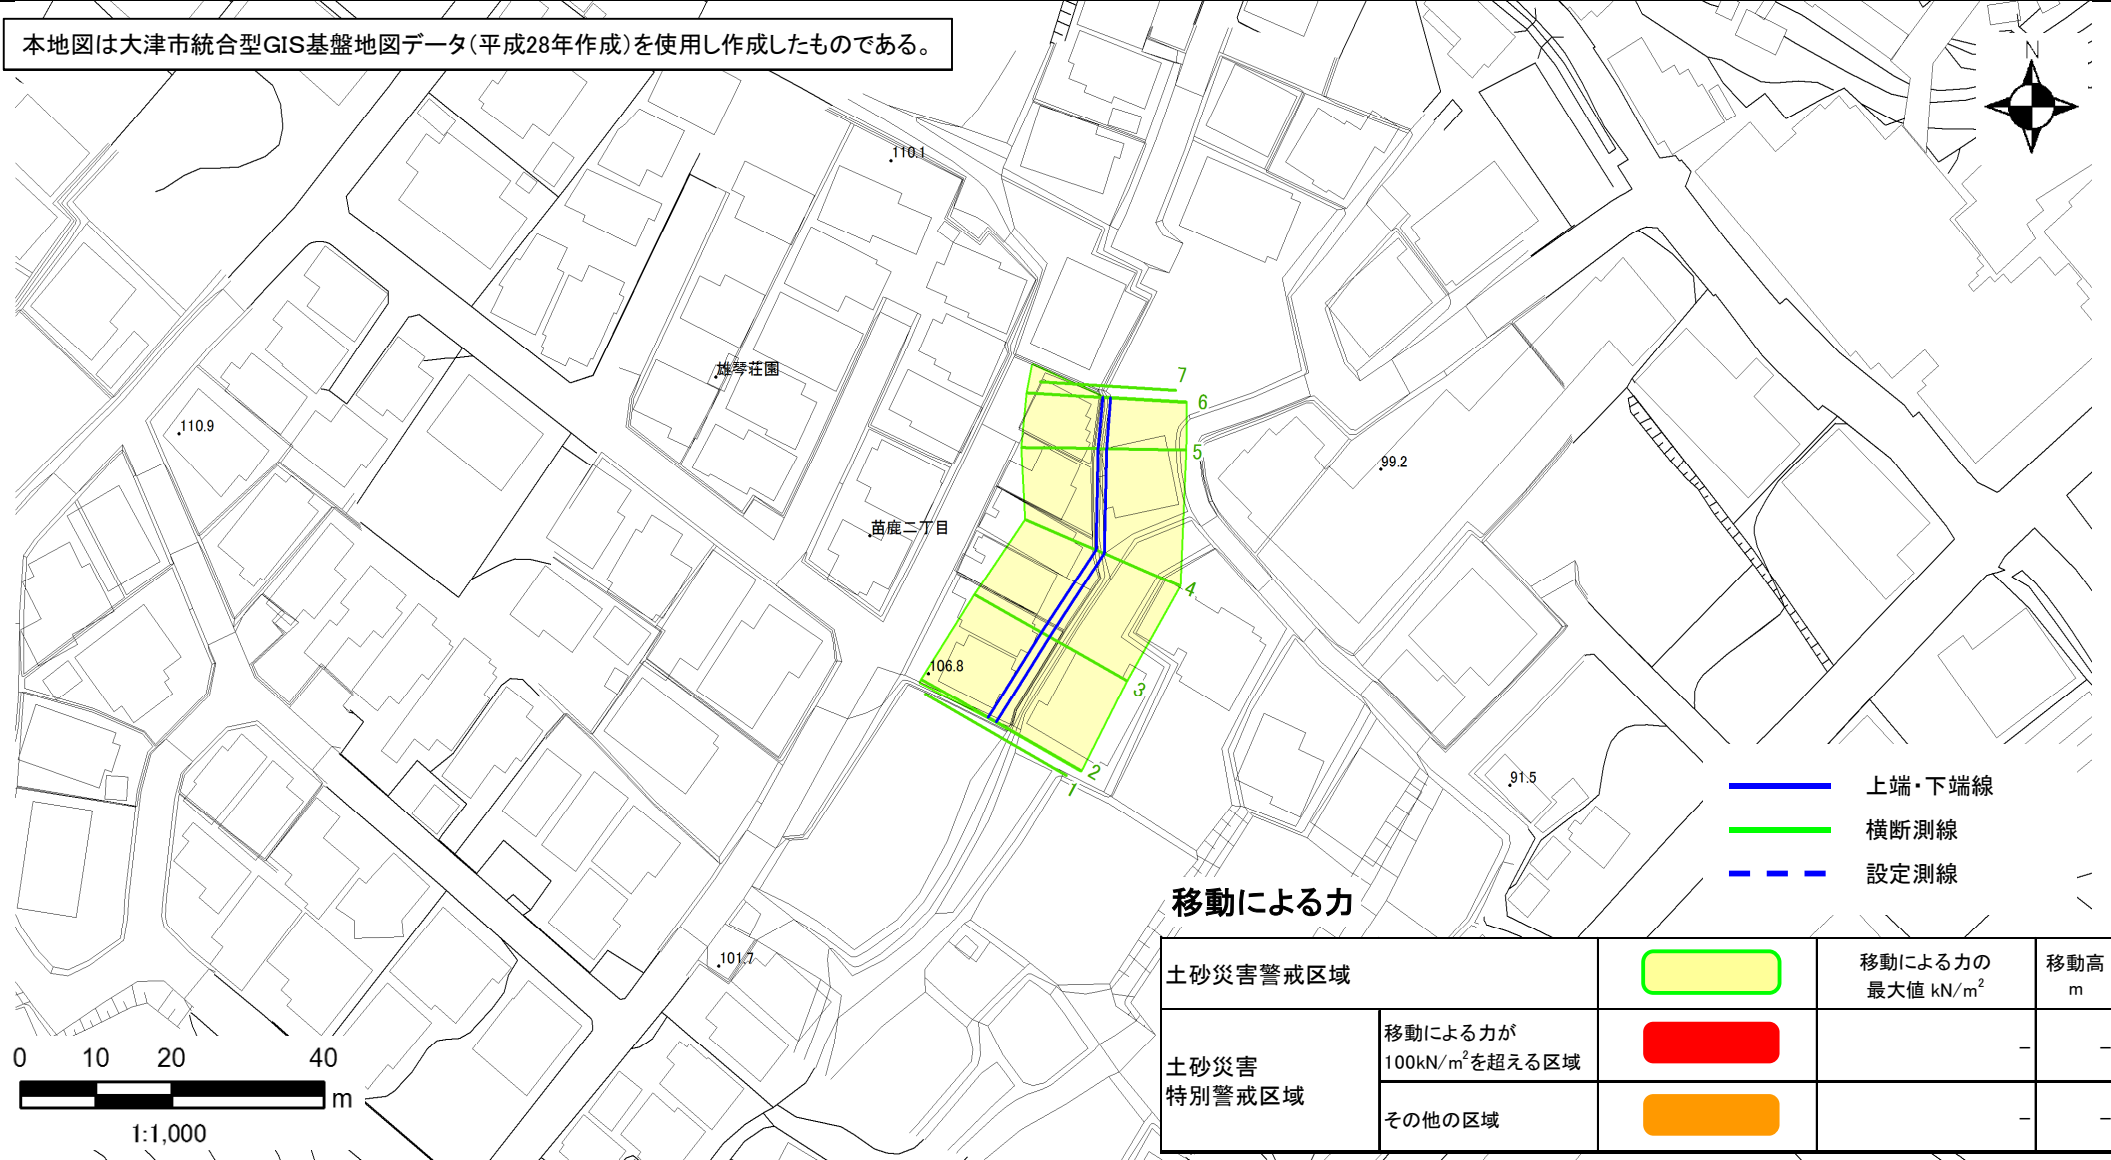 本地図は大津市統合型GIS基盤地図データ(平成28年作成)を使用し作成したものである。
N
110.1
雄琴荘園
7
6
110.9
5
99.2
苗鹿二丁目
4
106.8
3
2
1
91.5
上端・下端線
横断測線
設定測線
101.7
移動による力
土砂災害警戒区域
移動による力の
最大値 kN/m²
移動高
m
土砂災害
特別警戒区域
移動による力が
100kN/m²を超える区域
－
－
その他の区域
－
－
0 10 20 40
m
1:1,000